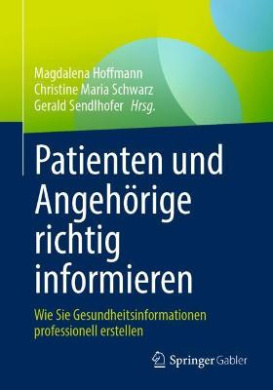 Magdalena Hoffmann
Christine Maria Schwarz
Gerald Sendlhofer Hrsg.
Patienten und
Angehörige
richtig
informieren
Wie Sie Gesundheitsinformationen
professionell erstellen
Springer Gabler